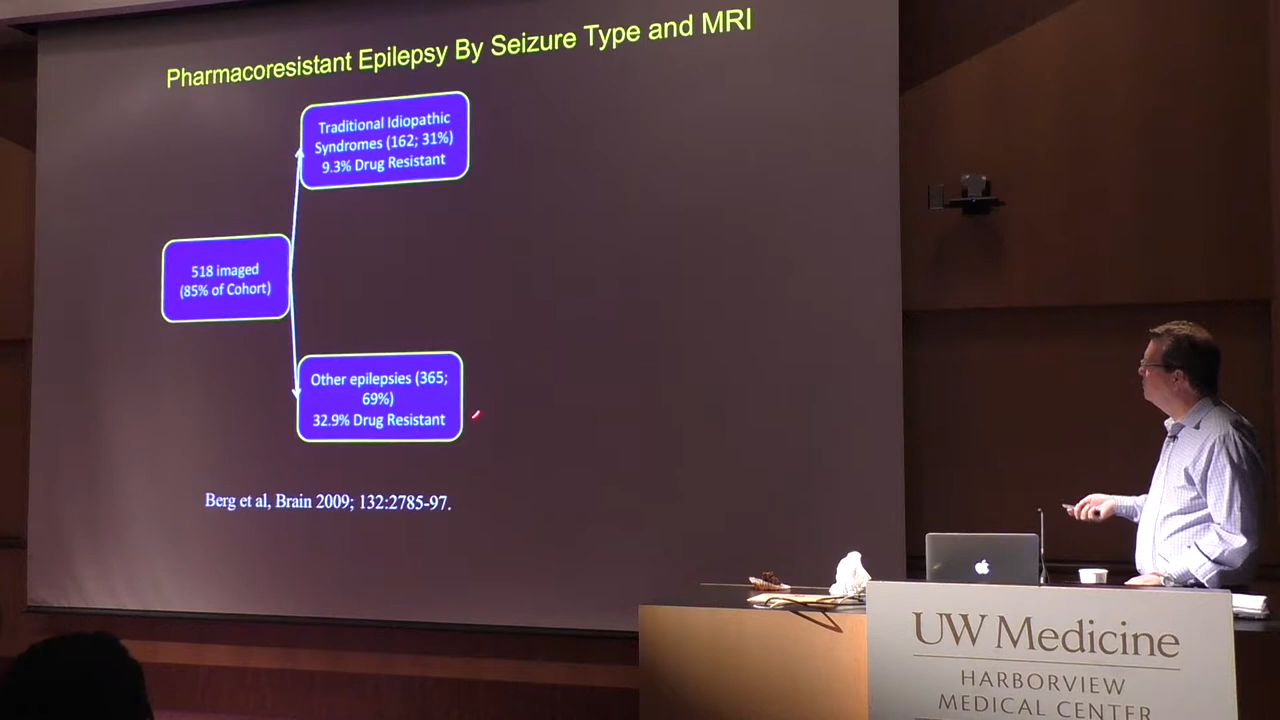 Pharmacoresistant Epilepsy By Seizure Type and MRI
Traditional Idiopathic
Syndromes (162; 31%)
9.3% Drug Resistant
518 imaged
(85% of Cohort)
Other epilepsies (365;
69%)
32.9% Drug Resistant
Berg et al, Brain 2009; 132:2785-97.
UW Medicine
HARBORVIEW
MEDICAL CENTER